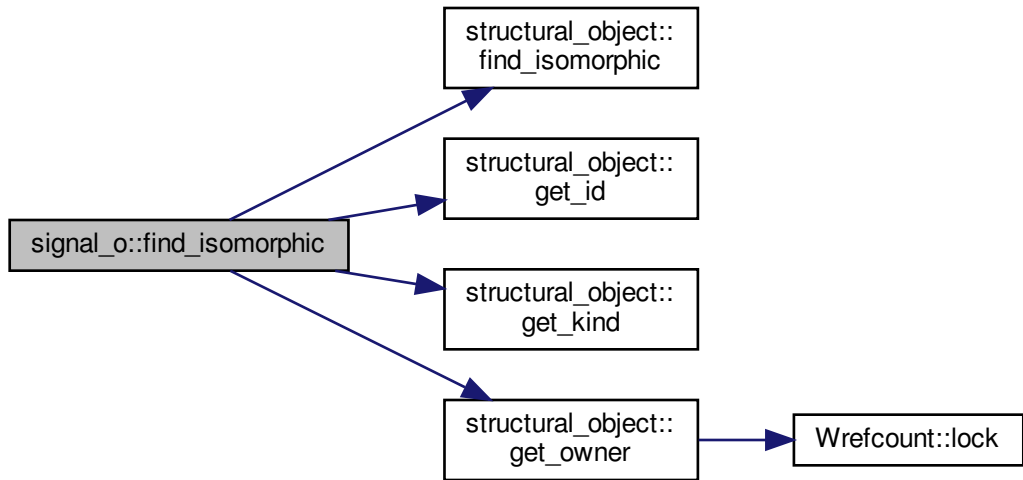 structural_object::
find_isomorphic
structural_object::
get_id
signal_o::find_isomorphic
structural_object::
get_kind
structural_object::
get_owner
Wrefcount::lock